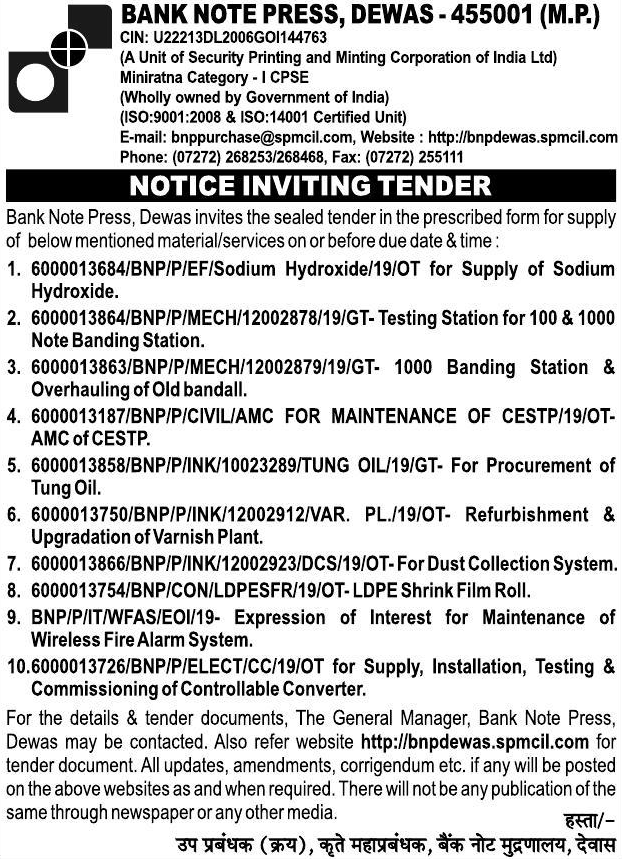 BANK NOTE PRESS, DEWAS - 455001 (M.P.)
CIN: U22213DL2006GOI144763
(A Unit of Security Printing and Minting Corporation of India Ltd)
Miniratna Category - I CPSE
(Wholly owned by Government of India)
(ISO:9001:2008 & ISO:14001 Certified Unit)
E-mail: bnppurchase@spmcil.com, Website : http://bnpdewas.spmcil.com
Phone: (07272) 268253/268468, Fax: (07272) 255111
NOTICE INVITING TENDER
Bank Note Press, Dewas invites the sealed tender in the prescribed form for supply
of below mentioned material/services on or before due date & time :
1. 6000013684/BNP/P/EF/Sodium Hydroxide/19/OT for Supply of Sodium
Hydroxide.
2. 6000013864/BNP/P/MECH/12002878/19/GT- Testing Station for 100 & 1000
Note Banding Station.
3. 6000013863/BNP/P/MECH/12002879/19/GT- 1000 Banding Station &
Overhauling of Old bandall.
4. 6000013187/BNP/P/CIVIL/AMC FOR MAINTENANCE OF CESTP/19/OT-
AMC of CESTP.
5. 6000013858/BNP/P/INK/10023289/TUNG OIL/19/GT- For Procurement of
Tung Oil.
6. 6000013750/BNP/P/INK/12002912/VAR. PL./19/OT- Refurbishment &
Upgradation of Varnish Plant.
7. 6000013866/BNP/P/INK/12002923/DCS/19/OT- For Dust Collection System.
8. 6000013754/BNP/CON/LDPESFR/19/OT- LDPE Shrink Film Roll.
9. BNP/P/IT/WFAS/EOI/19- Expression of Interest for Maintenance of
Wireless Fire Alarm System.
10.6000013726/BNP/P/ELECT/CC/19/OT for Supply, Installation, Testing &
Commissioning of Controllable Converter.
For the details & tender documents, The General Manager, Bank Note Press,
Dewas may be contacted. Also refer website http://bnpdewas.spmcil.com for
tender document. All updates, amendments, corrigendum etc. if any will be posted
on the above websites as and when required. There will not be any publication of the
same through newspaper or any other media.
हस्ता/–
उप प्रबंधक (क्रय), कृते महाप्रबंधक, बैंक नोट मुद्रणालय, देवास